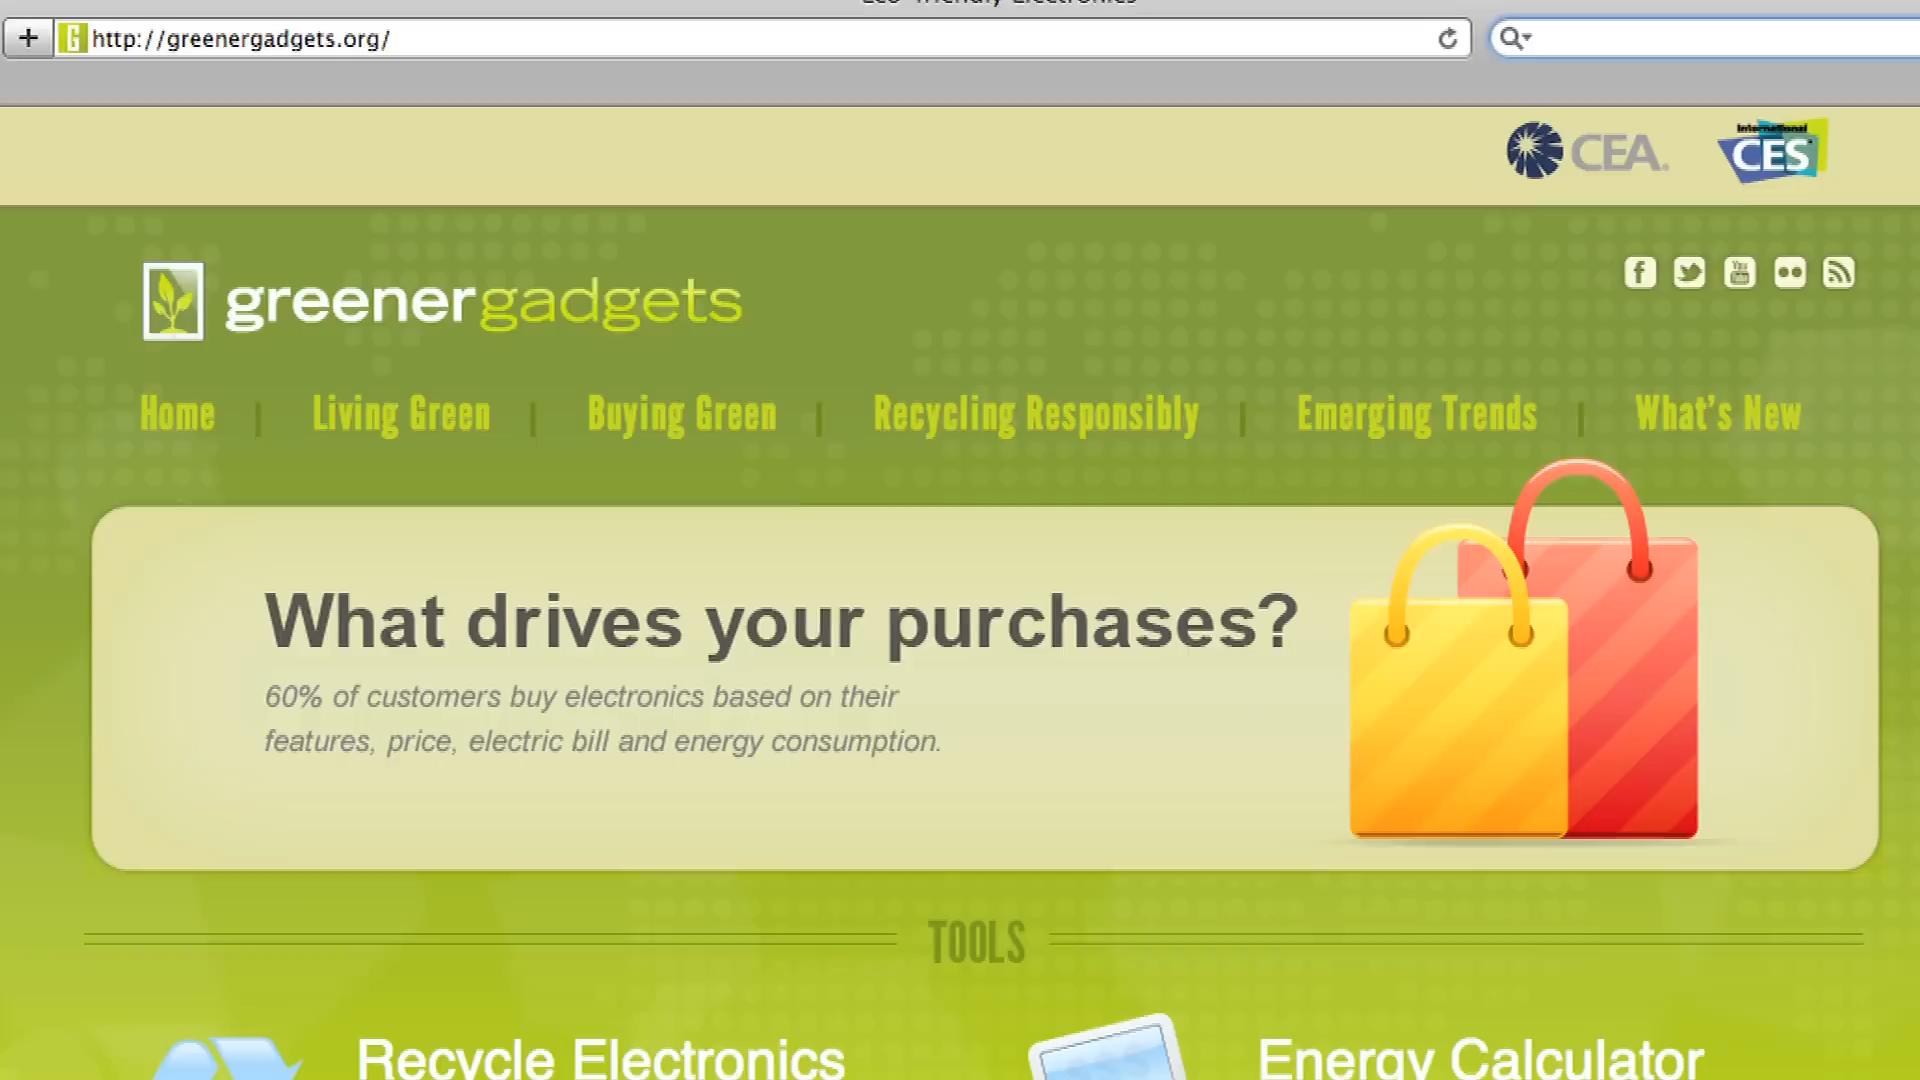 Eco-friendly Electronics
http://greenergadgets.org/
CEA.
International
CES
greenergadgets
Home | Living Green | Buying Green | Recycling Responsibly | Emerging Trends | What's New
What drives your purchases?
60% of customers buy electronics based on their
features, price, electric bill and energy consumption.
TOOLS
Recycle Electronics
Energy Calculator